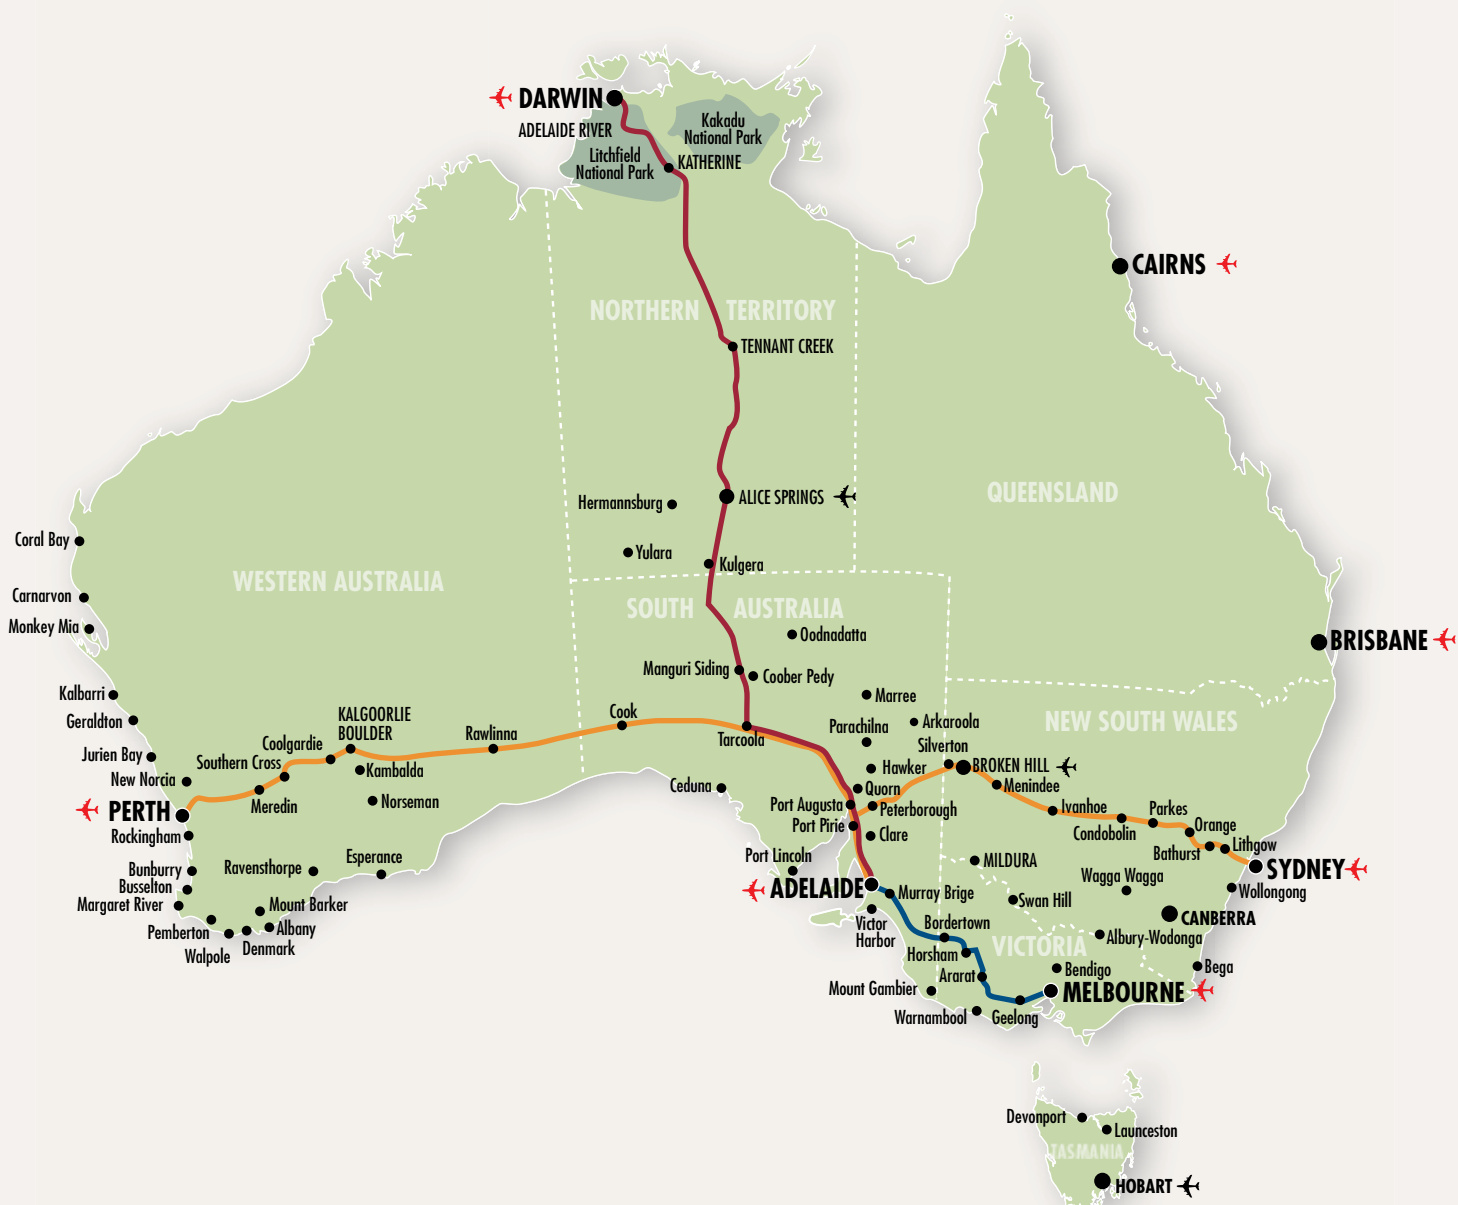 DARWIN
ADELAIDE RIVER
Kakadu
National Park
Litchfield
National Park
KATHERINE
CAIRNS
NORTHERN TERRITORY
TENNANT CREEK
QUEENSLAND
ALICE SPRINGS
Hermannsburg
Coral Bay
Yulara
Kulgera
WESTERN AUSTRALIA
Carnarvon
SOUTH AUSTRALIA
Monkey Mia
Oodnadatta
BRISBANE
Manguri Siding
Coober Pedy
Kalbarri
Marree
Geraldton
KALGOORLIE
BOULDER
Cook
Arkaroola
NEW SOUTH WALES
Parachilna
Rawlinna
Tarcoola
Coolgardie
Silverton
Jurien Bay
Southern Cross
Kambalda
Hawker
BROKEN HILL
New Norcia
Ceduna
Quorn
Menindee
Meredin
Norseman
Port Augusta
Peterborough
Ivanhoe
Parkes
PERTH
Port Pirie
Condobolin
Orange
Rockingham
Clare
Bathurst
Lithgow
Port Lincoln
MILDURA
Esperance
Ravensthorpe
Bunburry
SYDNEY
Wagga Wagga
Busselton
ADELAIDE
Murray Brige
Wollongong
Margaret River
Mount Barker
Swan Hill
CANBERRA
Victor
Harbor
Bordertown
Pemberton
Albany
Albury-Wodonga
Walpole
Denmark
Horsham
VICTORIA
Ararat
Bendigo
Bega
Mount Gambier
MELBOURNE
Warnambool
Geelong
Devonport
Launceston
TASMANIA
HOBART